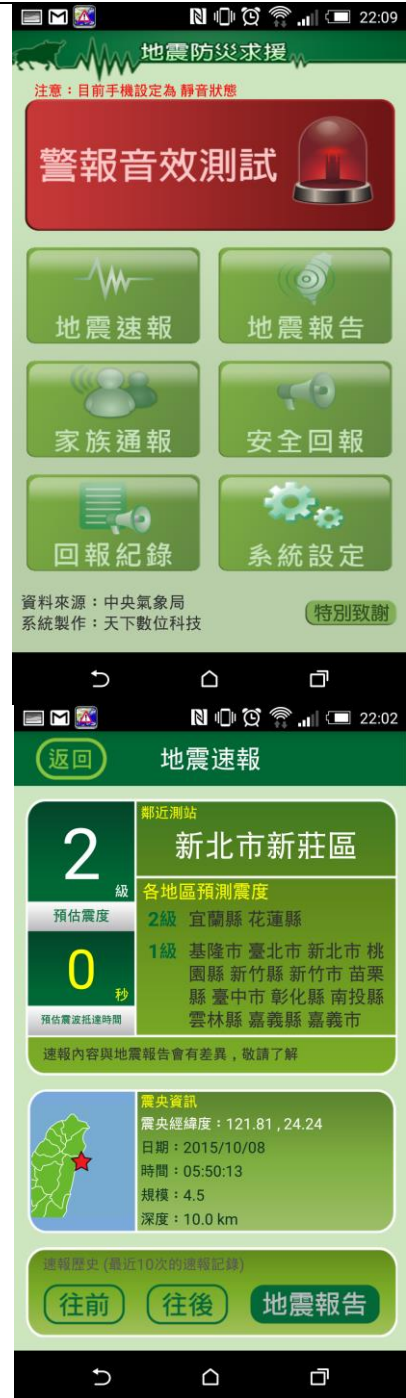 22:09
地震防災求援
注意：目前手機設定為 靜音狀態
警報音效測試
地震速報
地震報告
家族通報
安全回報
回報紀錄
系統設定
資料來源：中央氣象局
系統製作：天下數位科技
特別致謝
22:02
返回
地震速報
2
級
預估震度
0
秒
預估震波抵達時間
鄰近測站
新北市新莊區
各地區預測震度
2級 宜蘭縣 花蓮縣
1級 基隆市 臺北市 新北市 桃
園縣 新竹縣 新竹市 苗栗
縣 臺中市 彰化縣 南投縣
雲林縣 嘉義縣 嘉義市
速報內容與地震報告會有差異，敬請了解
震央資訊
震央經緯度：121.81 , 24.24
日期：2015/10/08
時間：05:50:13
規模：4.5
深度：10.0 km
速報歷史 (最近10次的速報記錄)
往前
往後
地震報告